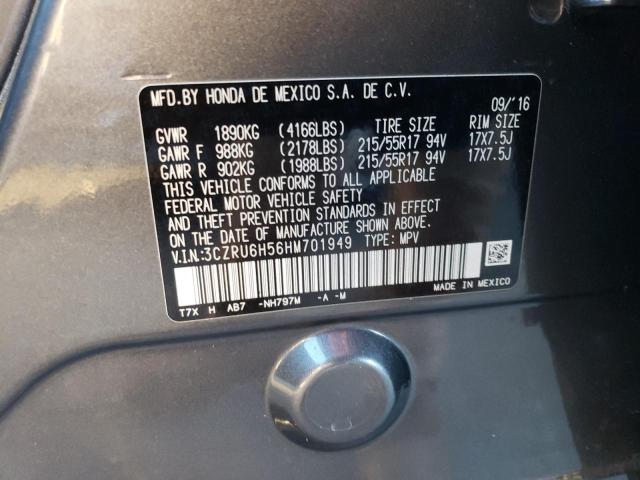 MFD.BY HONDA DE MEXICO S.A. DE C.V.
09/'16
GVWR 1890KG (4166LBS) TIRE SIZE RIM SIZE
GAWR F 988KG (2178LBS) 215/55R17 94V 17X7.5J
GAWR R 902KG (1988LBS) 215/55R17 94V 17X7.5J
THIS VEHICLE CONFORMS TO ALL APPLICABLE
FEDERAL MOTOR VEHICLE SAFETY
AND THEFT PREVENTION STANDARDS IN EFFECT
ON THE DATE OF MANUFACTURE SHOWN ABOVE.
V.I.N:3CZRU6H56HM701949 TYPE: MPV
T7X H AB7 -NH797M -A -M
MADE IN MEXICO